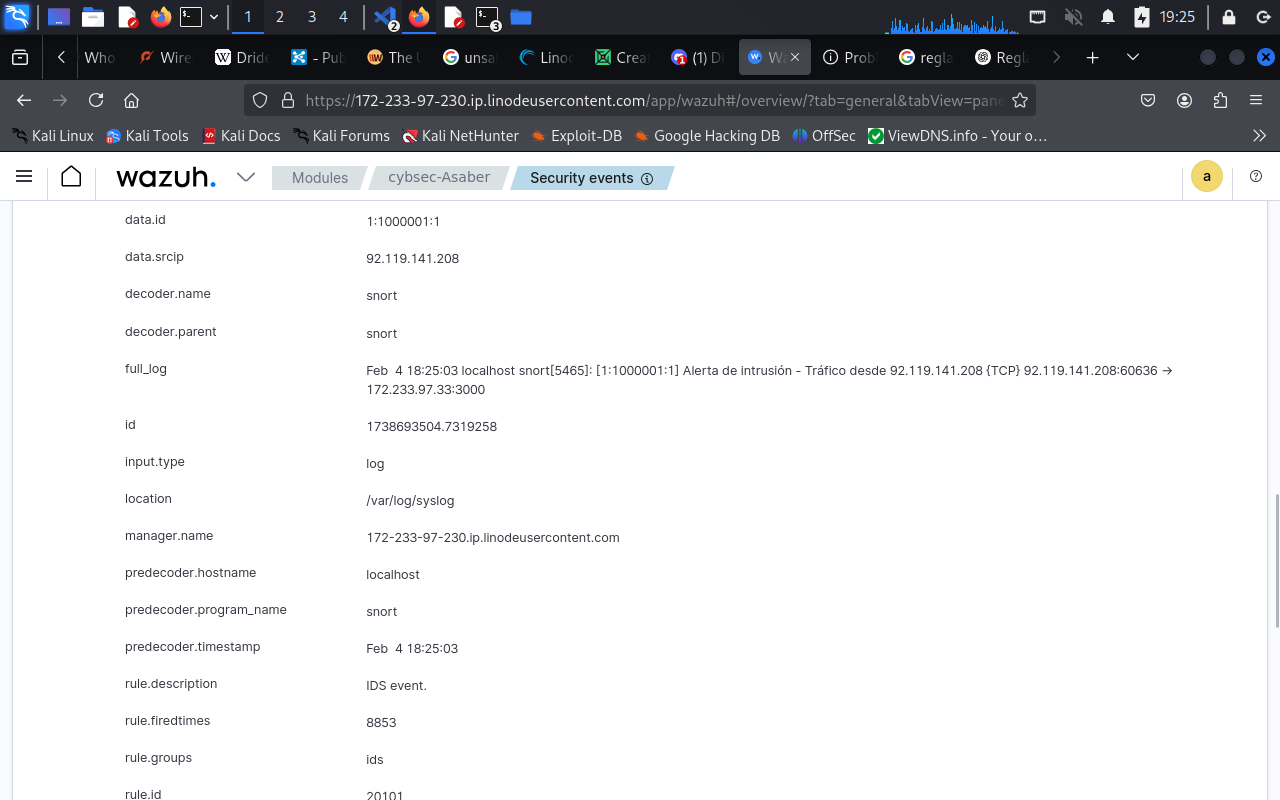 1 2 3 4 2 3 19:25
Who Wire Dride - Pub The unsa Linoc Crea (1) Di Wa Prob regla Regla
https://172-233-97-230.ip.linodeusercontent.com/app/wazuh#/overview/?tab=general&tabView=pane
Kali Linux Kali Tools Kali Docs Kali Forums Kali NetHunter Exploit-DB Google Hacking DB OffSec ViewDNS.info - Your o…
wazuh. Modules cybsec-Asaber Security events a
data.id 1:1000001:1
data.srcip 92.119.141.208
decoder.name snort
decoder.parent snort
full_log Feb  4 18:25:03 localhost snort[5465]: [1:1000001:1] Alerta de intrusión - Tráfico desde 92.119.141.208 {TCP} 92.119.141.208:60636 ->
172.233.97.33:3000
id 1738693504.7319258
input.type log
location /var/log/syslog
manager.name 172-233-97-230.ip.linodeusercontent.com
predecoder.hostname localhost
predecoder.program_name snort
predecoder.timestamp Feb  4 18:25:03
rule.description IDS event.
rule.firedtimes 8853
rule.groups ids
rule.id 20101